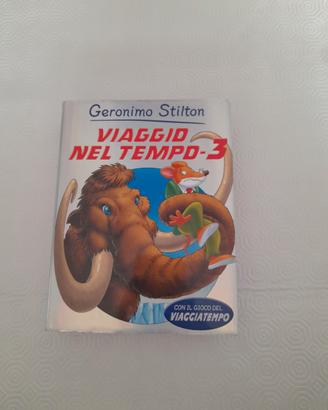 Geronimo Stilton
VIAGGIO
NEL TEMPO-3
CON IL GIOCO DEL
VIAGGIATEMPO